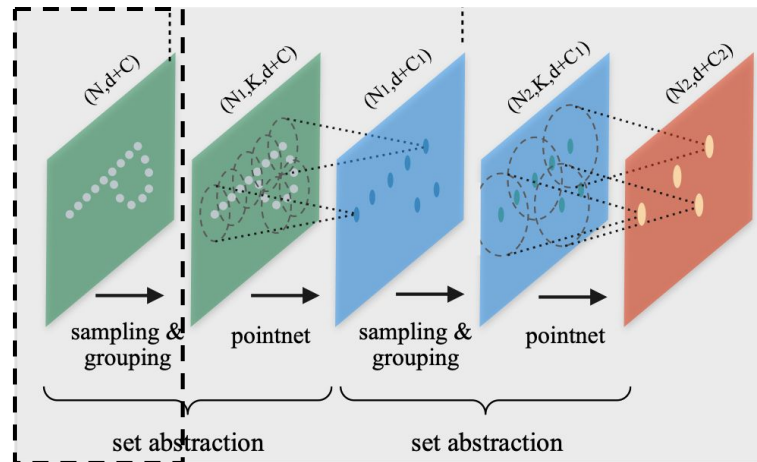 (N,d+C)
(N1,K,d+C)
(N1,d+C1)
(N2,K,d+C1)
(N2,d+C2)
sampling &
grouping
pointnet
sampling &
grouping
pointnet
set abstraction
set abstraction